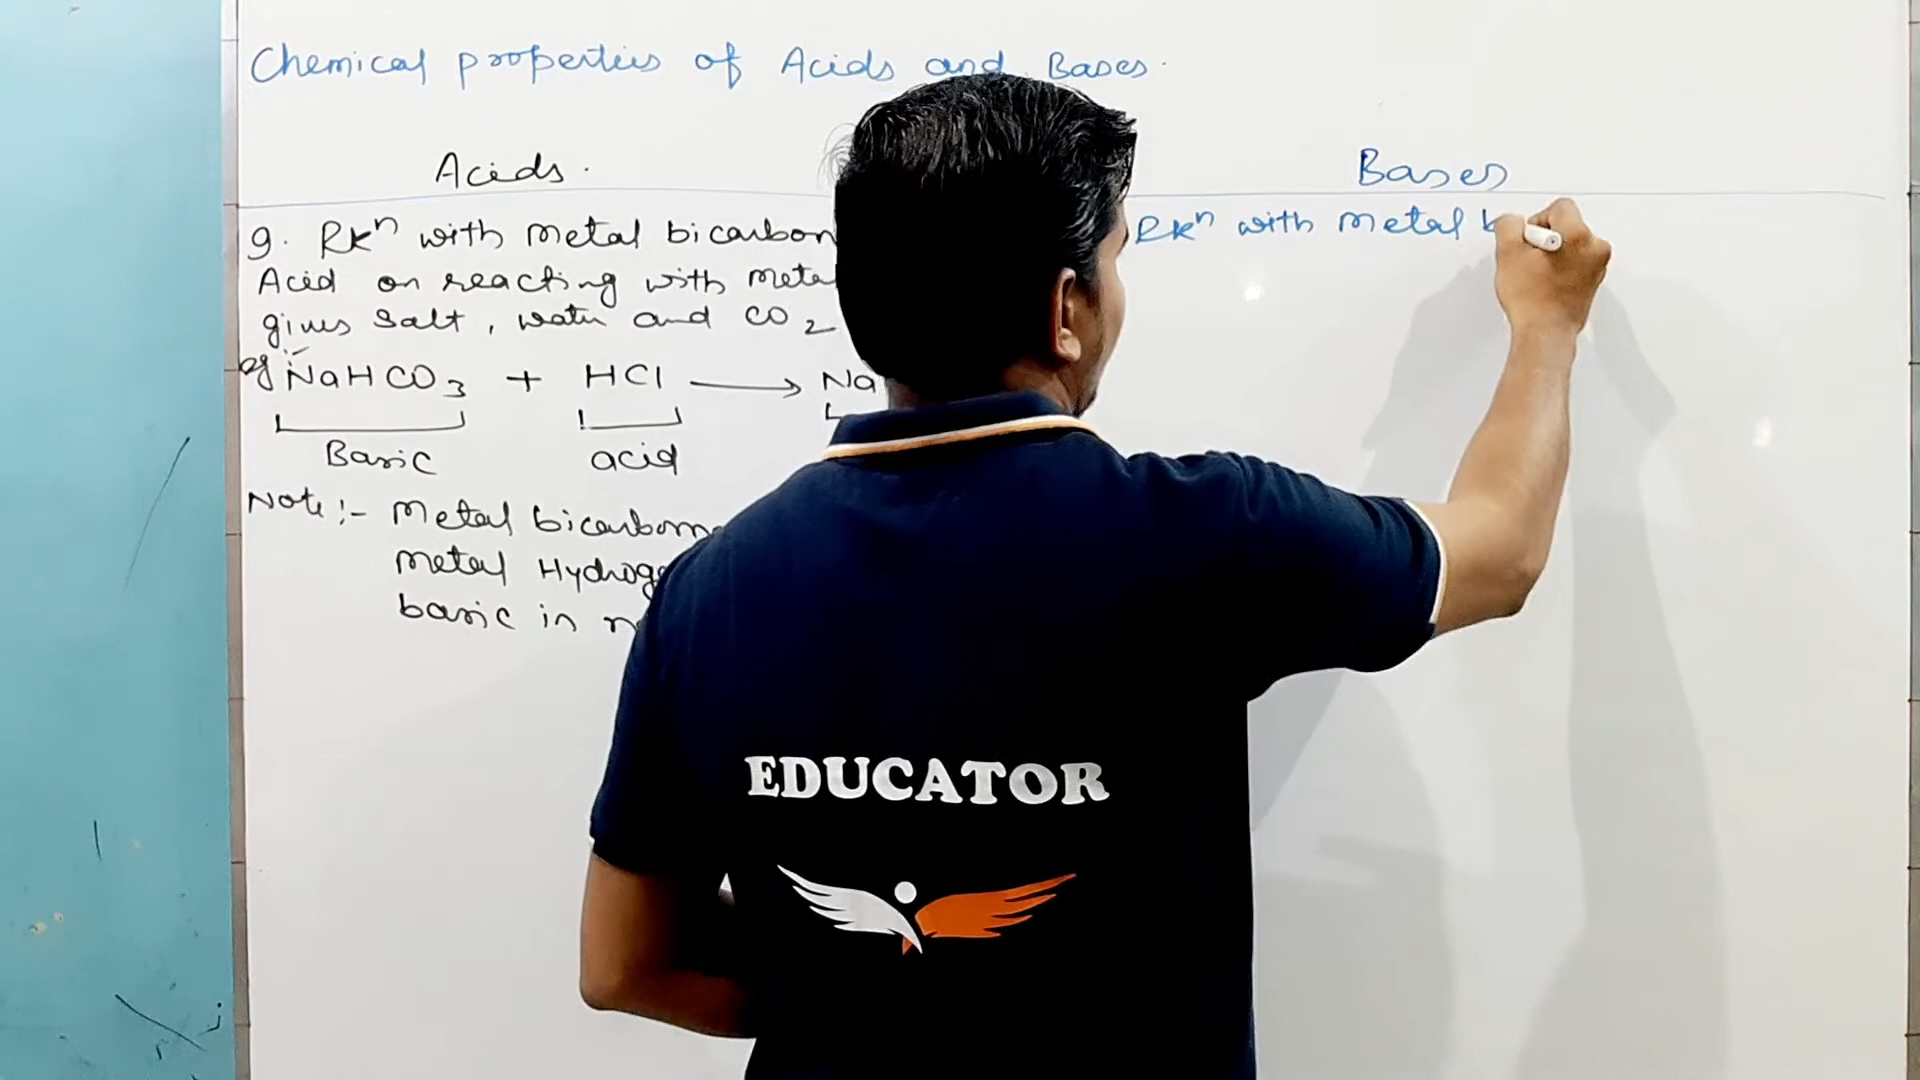 Chemical properties of Acids and Bases.
Acids.
Bases
9. Rxⁿ with metal bicarbon
Acid on reacting with meta
gives salt, water and CO2
eg:- NaHCO3 + HCl → Na
Basic acid
Note:- Metal bicarbon
metal Hydroge
basic in n
Rxⁿ with metal b
EDUCATOR